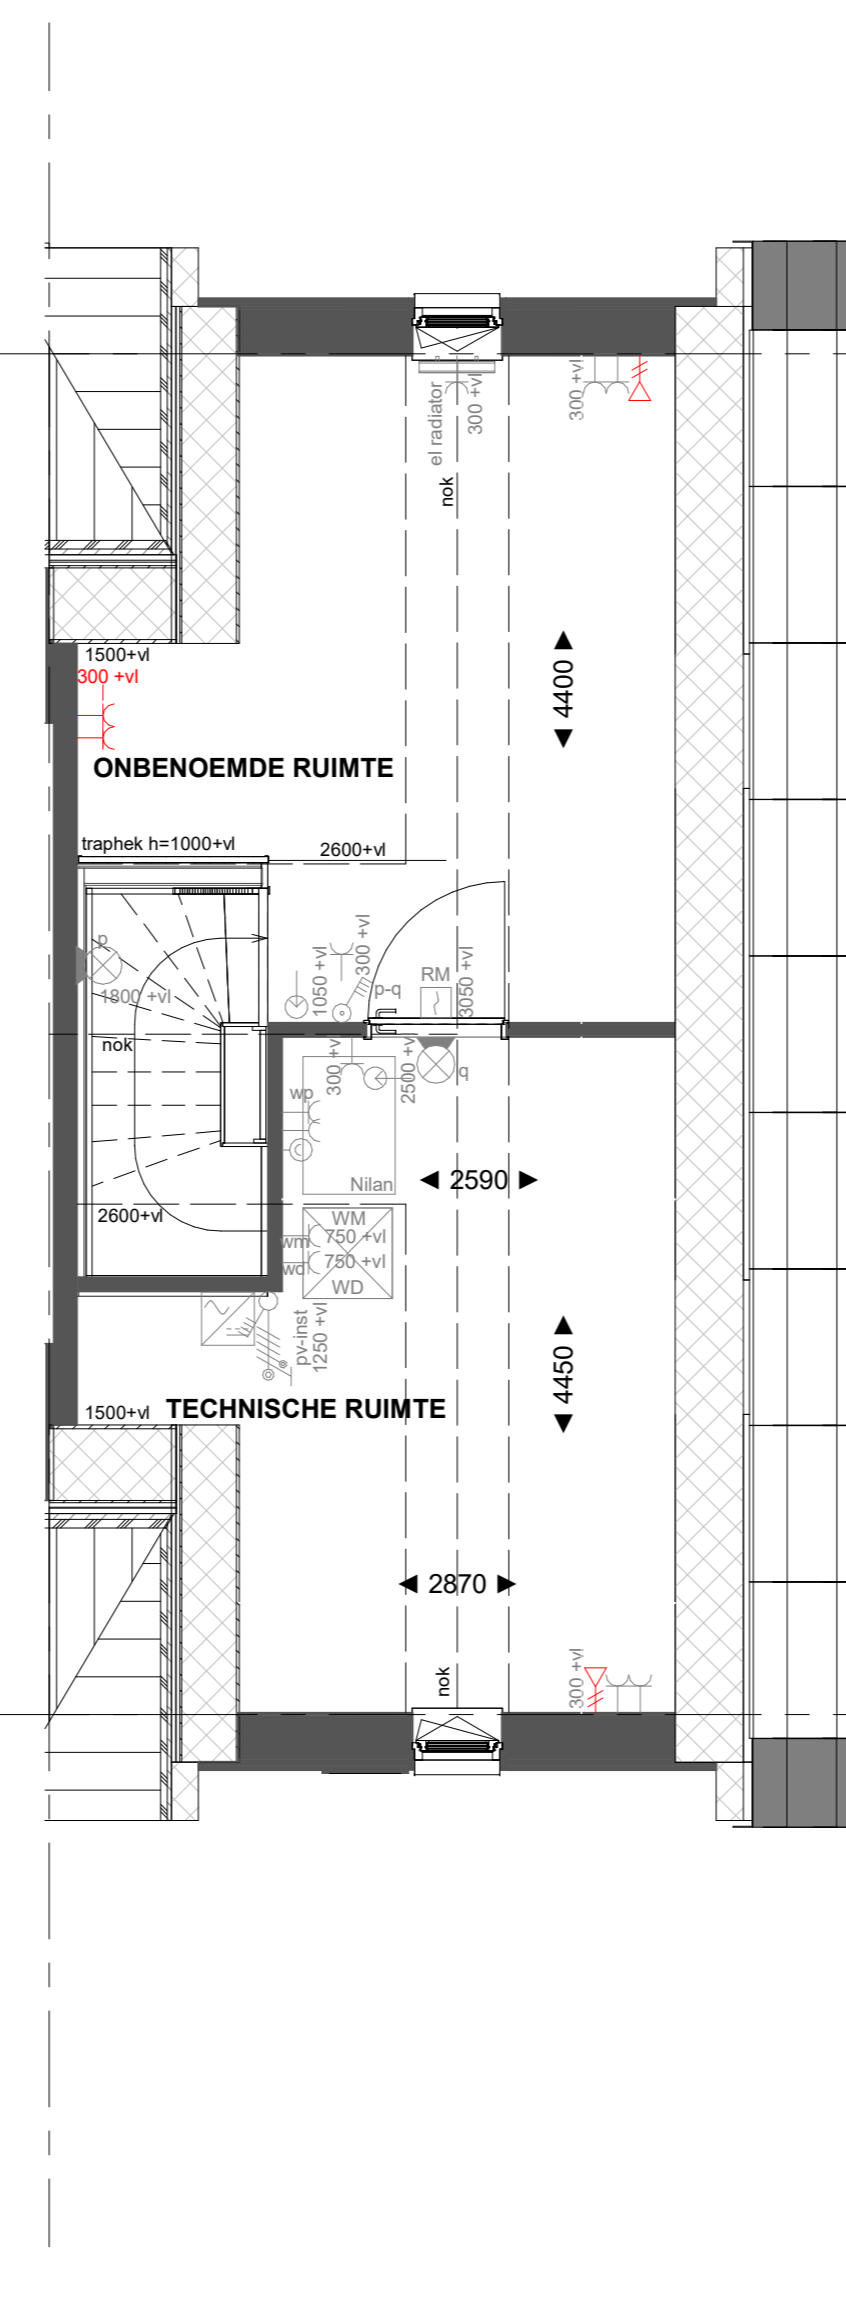 el radiator
300 +vl
300 +vl
nok
1500+vl
300 +vl
4400
ONBENOEMDE RUIMTE
traphek h=1000+vl
2600+vl
p
1800 +vl
1050 +vl
300 +vl
p-q
RM
3050 +vl
nok
300 +v
2500 +v
q
wp
Nilan
2590
2600+vl
WM
wm
750 +vl
wd
750 +vl
WD
pv-inst
1250 +vl
4450
1500+vl
TECHNISCHE RUIMTE
2870
nok
300 +vl